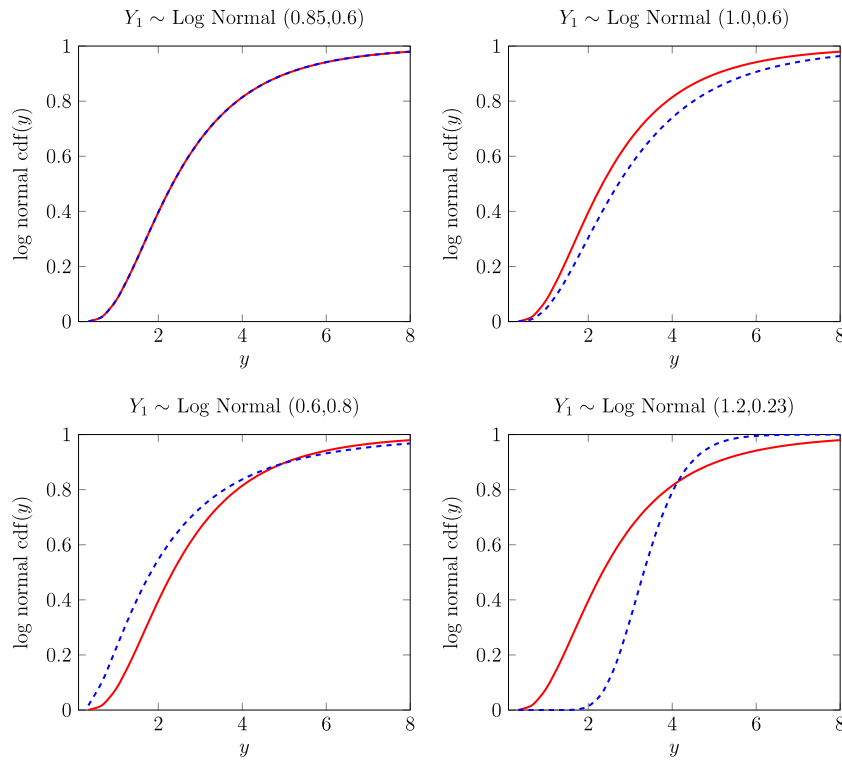 Y₁ ∼ Log Normal (0.85,0.6)
1
0.8
0.6
0.4
0.2
0
log normal cdf(y)
2 4 6 8
y
Y₁ ∼ Log Normal (1.0,0.6)
1
0.8
0.6
0.4
0.2
0
log normal cdf(y)
2 4 6 8
y
Y₁ ∼ Log Normal (0.6,0.8)
1
0.8
0.6
0.4
0.2
0
log normal cdf(y)
2 4 6 8
y
Y₁ ∼ Log Normal (1.2,0.23)
1
0.8
0.6
0.4
0.2
0
log normal cdf(y)
2 4 6 8
y